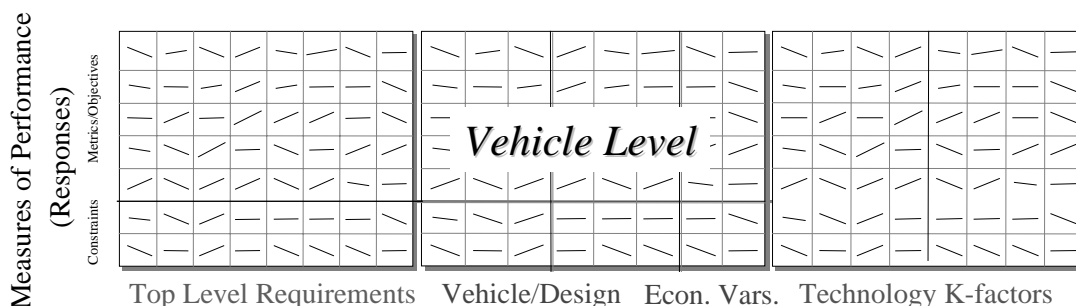 Measures of Performance
(Responses)
Metrics/Objectives
Constraints
Vehicle Level
Top Level Requirements
Vehicle/Design
Econ. Vars.
Technology K-factors